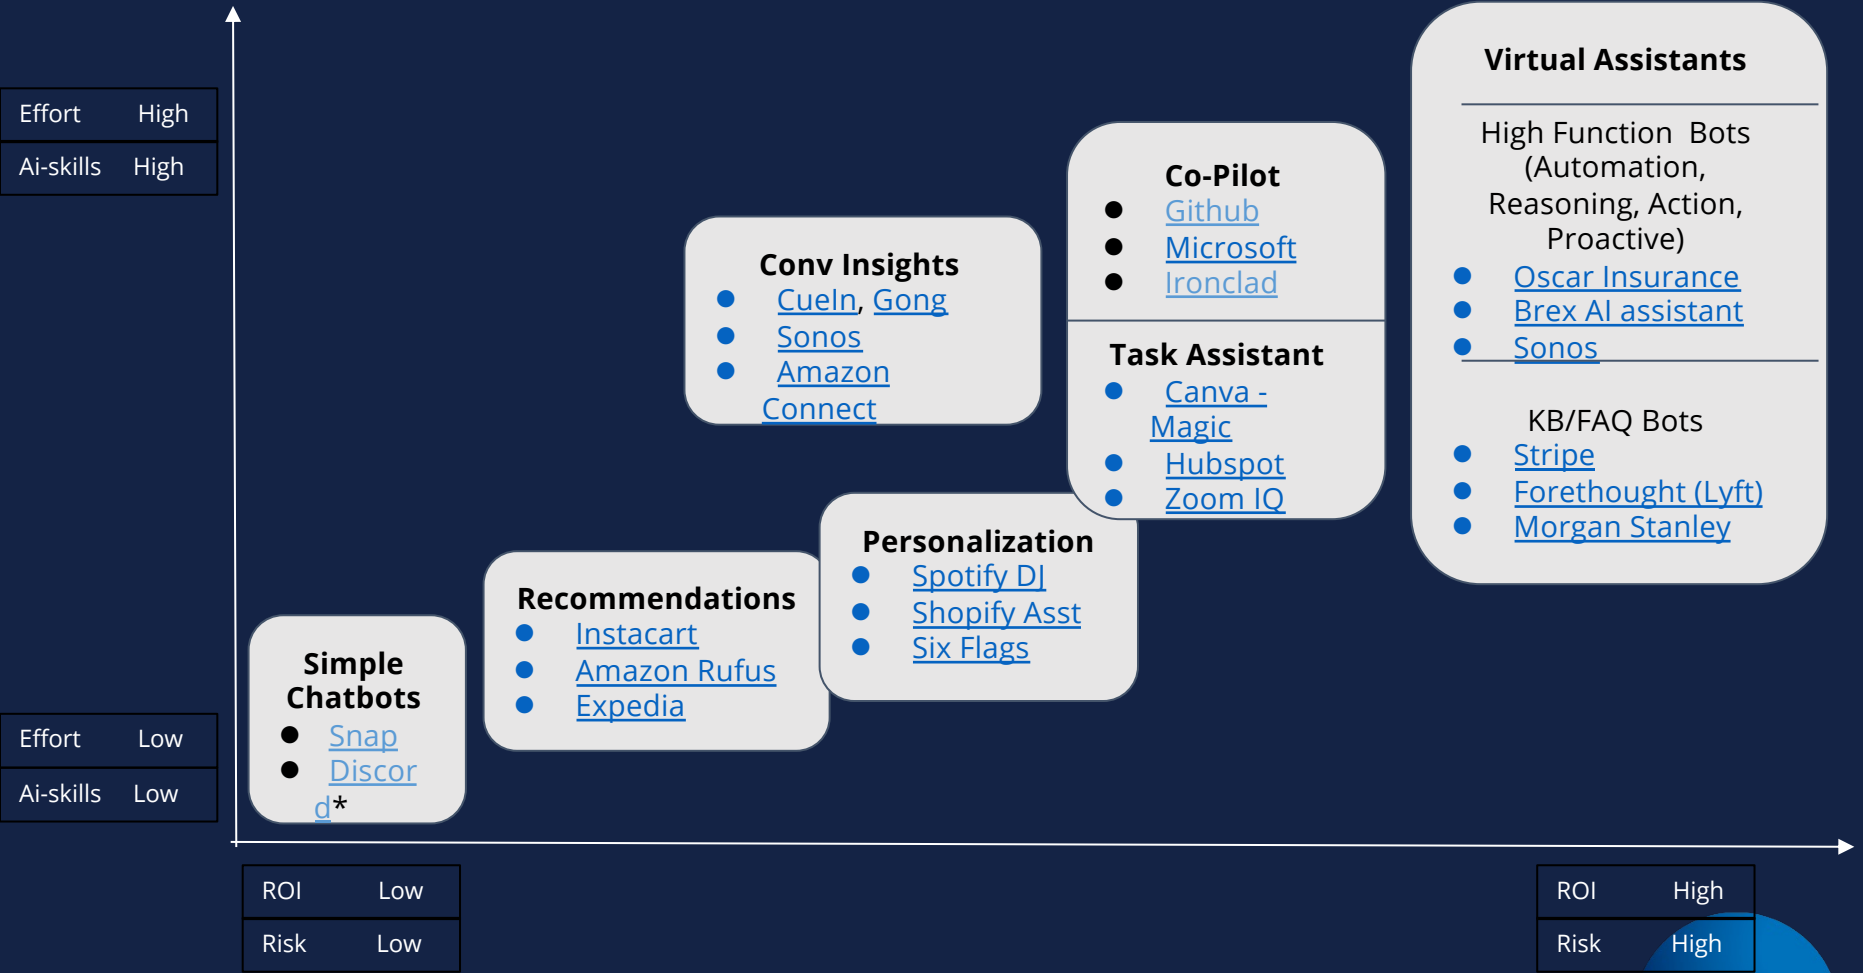 Effort High
Ai-skills High
Effort Low
Ai-skills Low
Simple
Chatbots
● Snap
● Discor
d*
Recommendations
● Instacart
● Amazon Rufus
● Expedia
Conv Insights
● CueIn, Gong
● Sonos
● Amazon
Connect
Personalization
● Spotify DJ
● Shopify Asst
● Six Flags
Co-Pilot
● Github
● Microsoft
● Ironclad
Task Assistant
● Canva -
Magic
● Hubspot
● Zoom IQ
Virtual Assistants
High Function Bots
(Automation,
Reasoning, Action,
Proactive)
● Oscar Insurance
● Brex AI assistant
● Sonos
KB/FAQ Bots
● Stripe
● Forethought (Lyft)
● Morgan Stanley
ROI Low
Risk Low
ROI High
Risk High